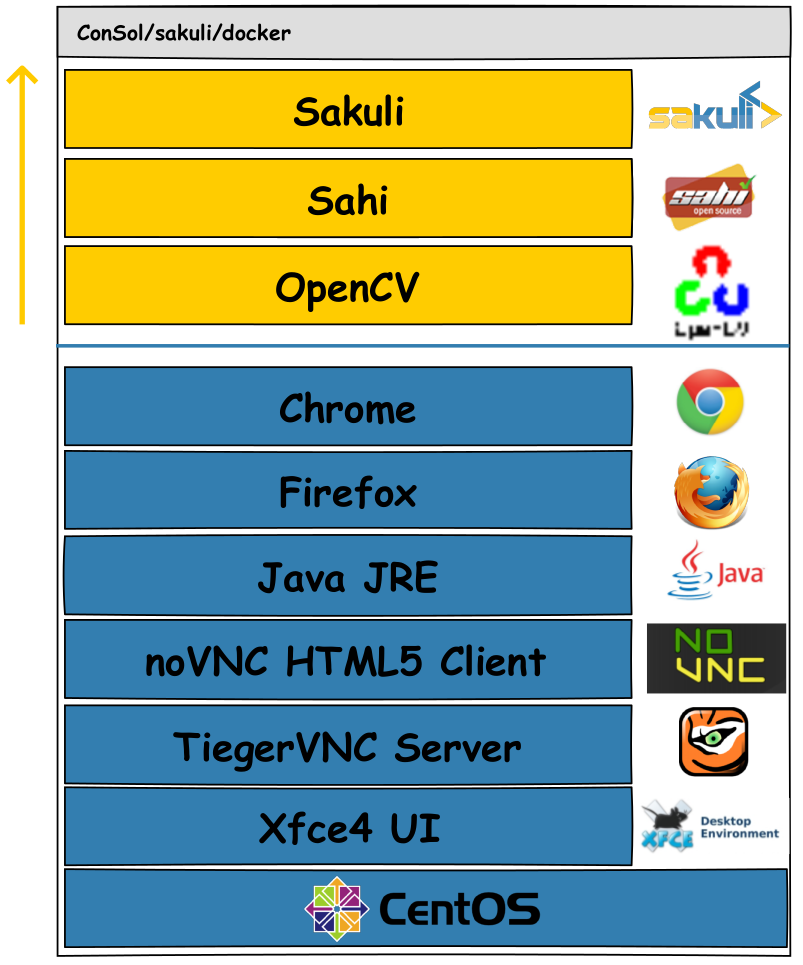 ConSol/sakuli/docker
Sakuli
sakuli
Sahi
sahi
open source
OpenCV
Chrome
Firefox
Java JRE
Java
noVNC HTML5 Client
NO
VNC
TiegerVNC Server
Xfce4 UI
XFCE
Desktop
Environment
CentOS